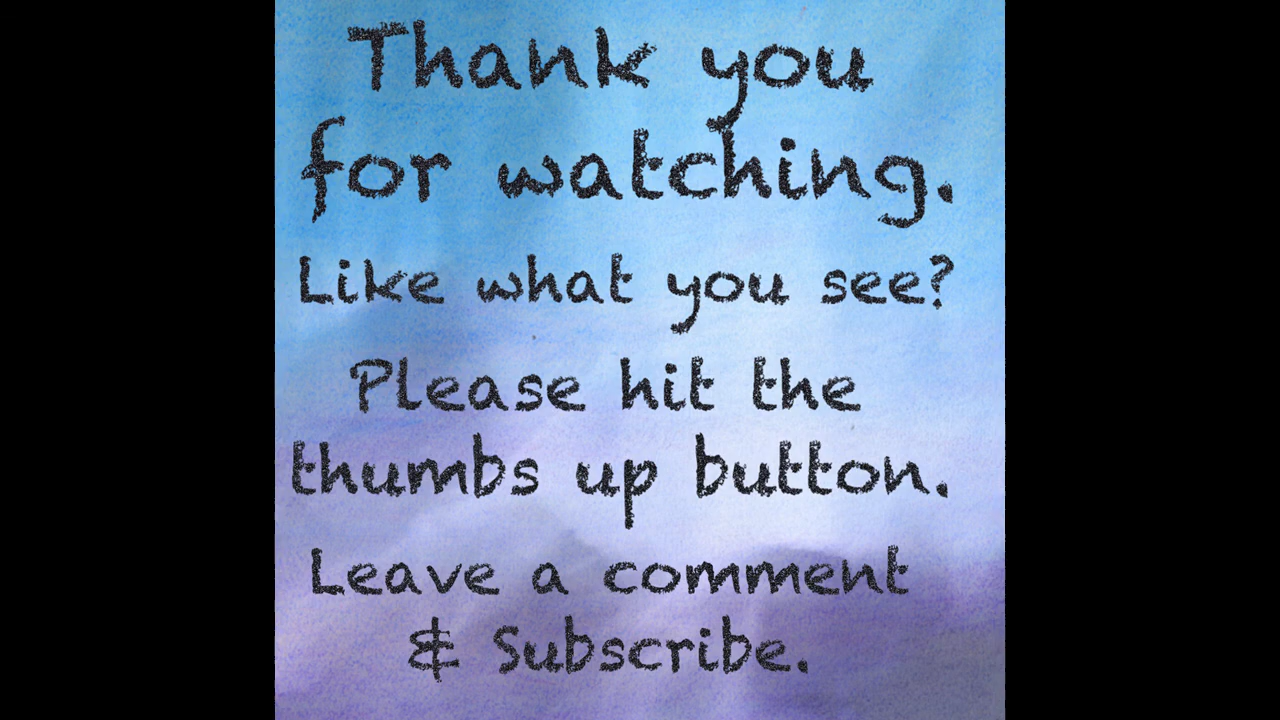 Thank you
for watching.
Like what you see?
Please hit the
thumbs up button.
Leave a comment
& Subscribe.